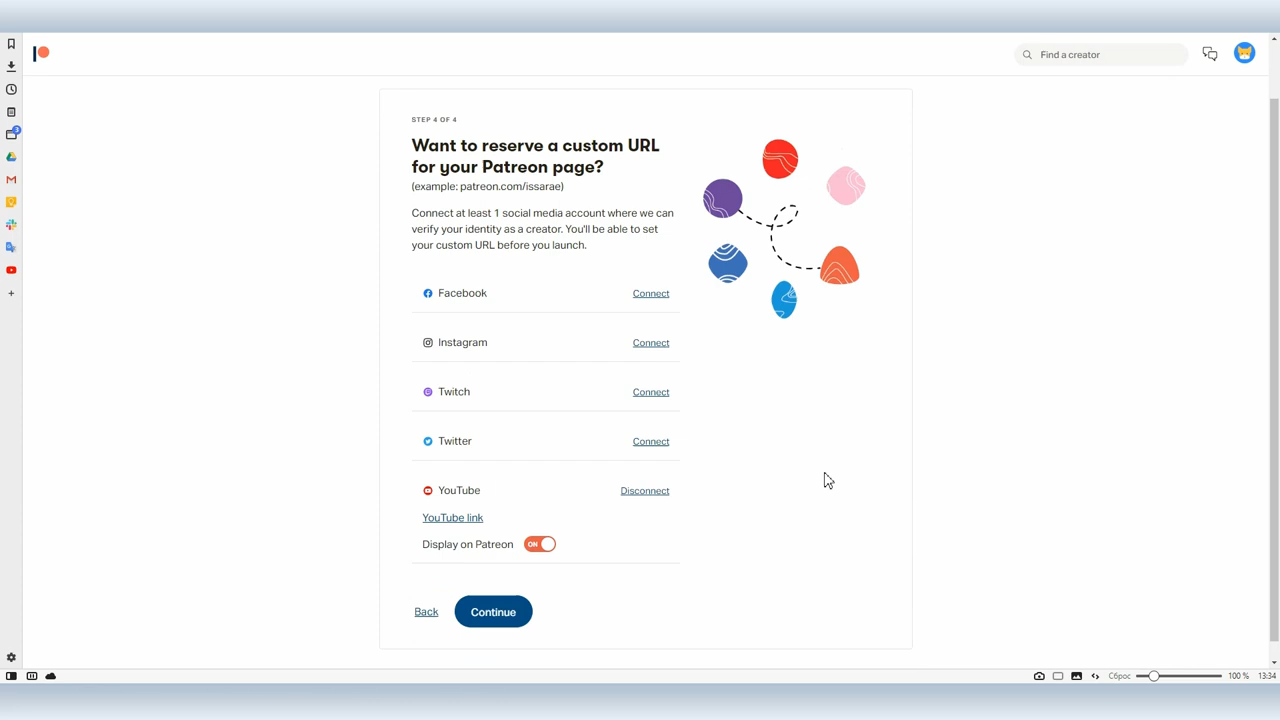 Find a creator
3
STEP 4 OF 4
Want to reserve a custom URL
for your Patreon page?
(example: patreon.com/issarae)
Connect at least 1 social media account where we can
verify your identity as a creator. You'll be able to set
your custom URL before you launch.
Facebook Connect
Instagram Connect
Twitch Connect
Twitter Connect
YouTube Disconnect
YouTube link
Display on Patreon ON
Back Continue
Сброс 100 % 13:34